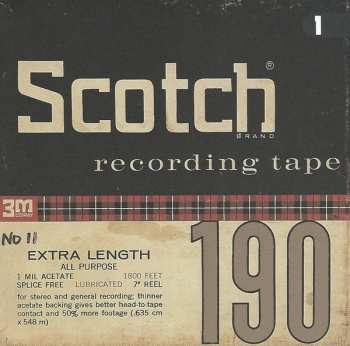 1
Scotch®
BRAND
recording tape
3M
COMPANY
190
No 11
EXTRA LENGTH
ALL PURPOSE
1 MIL ACETATE 1800 FEET
SPLICE FREE LUBRICATED 7" REEL
for stereo and general recording; thinner
acetate backing gives better head-to-tape
contact and 50% more footage (.635 cm
x 548 m)